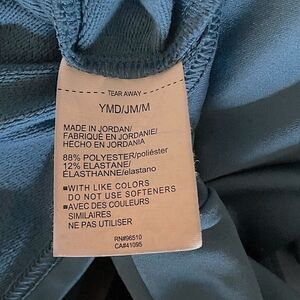 TEAR AWAY
YMD/JM/M
MADE IN JORDAN/
FABRIQUÉ EN JORDANIE/
HECHO EN JORDANIA
88% POLYESTER/poliéster
12% ELASTANE/
ÉLASTHANNE/elastano
■WITH LIKE COLORS
DO NOT USE SOFTENERS
■AVEC DES COULEURS
SIMILAIRES
NE PAS UTILISER
RN#96510
CA#41095